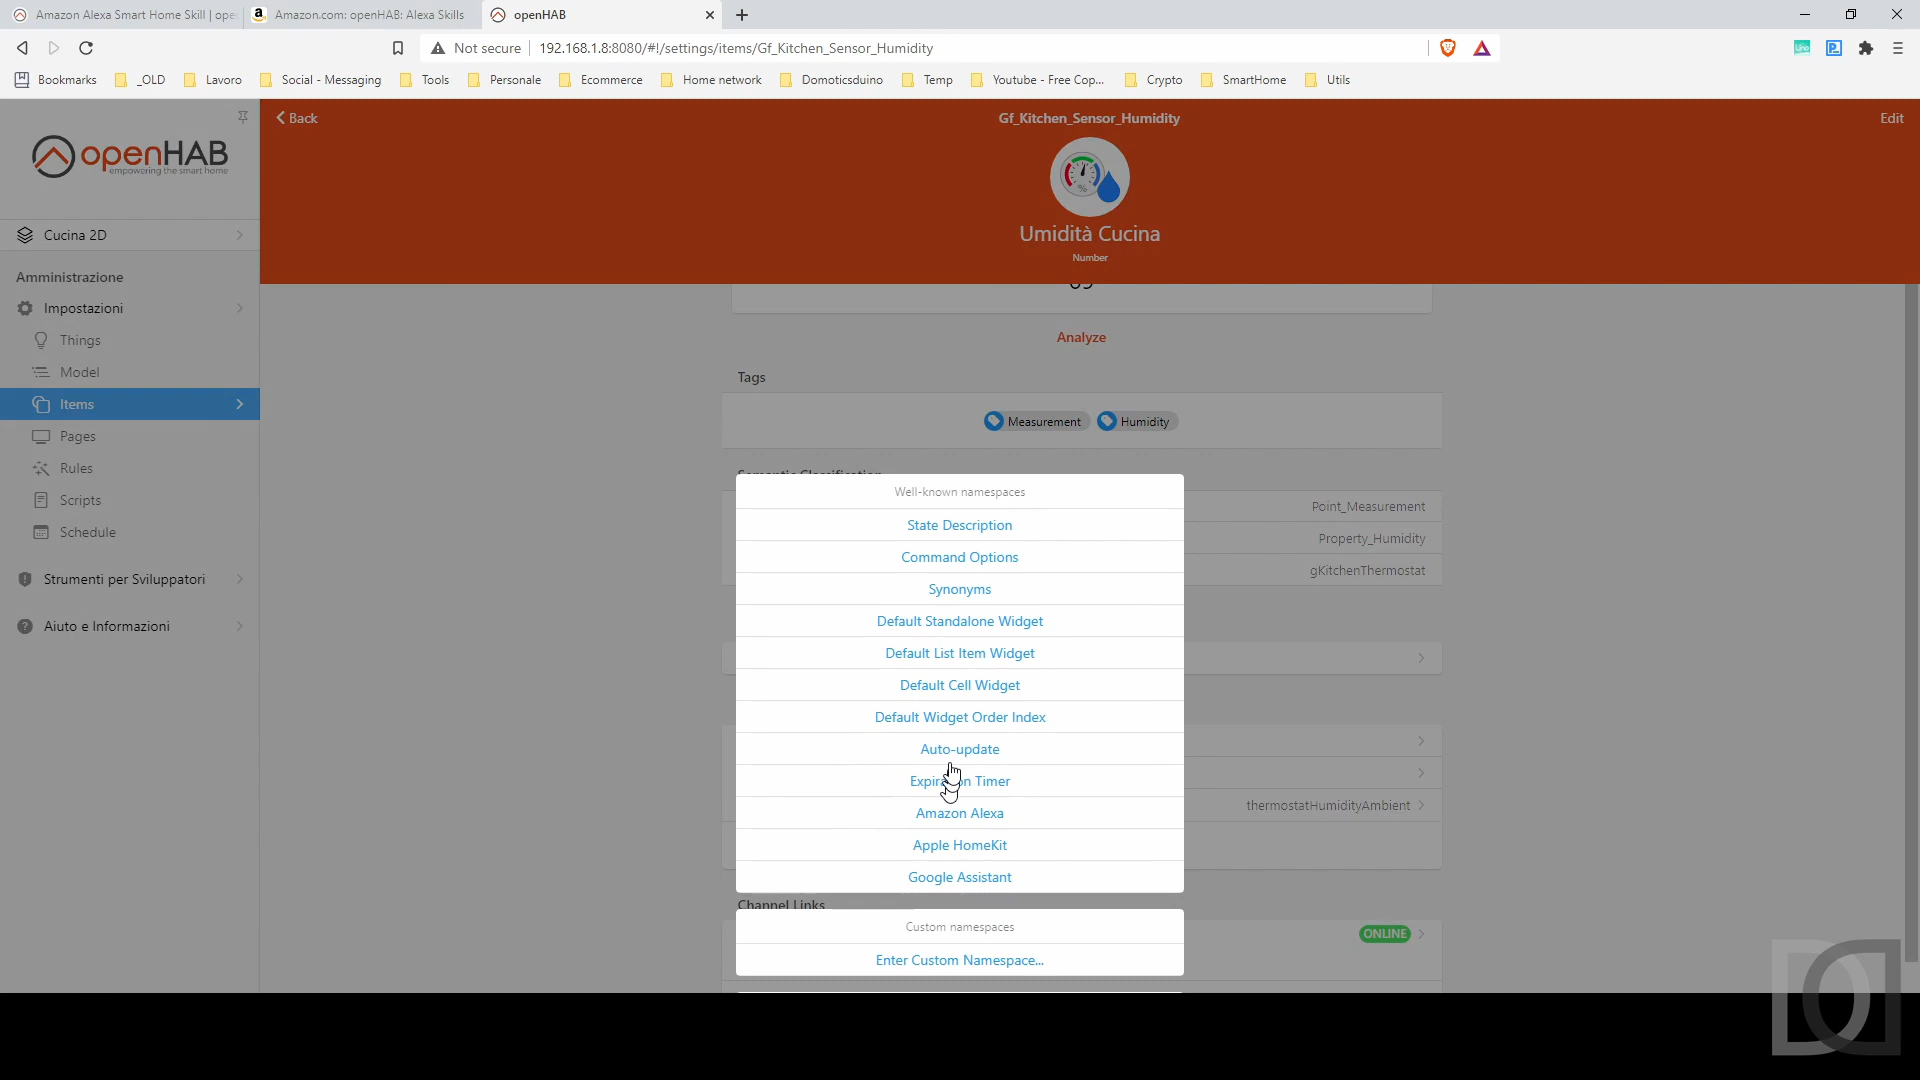 Amazon Alexa Smart Home Skill | ope
Amazon.com: openHAB: Alexa Skills
openHAB
Not secure
192.168.1.8:8080/#!/settings/items/Gf_Kitchen_Sensor_Humidity
Bookmarks
_OLD
Lavoro
Social - Messaging
Tools
Personale
Ecommerce
Home network
Domoticsduino
Temp
Youtube - Free Cop...
Crypto
SmartHome
Utils
openHAB
empowering the smart home
Cucina 2D
Amministrazione
Impostazioni
Things
Model
Items
Pages
Rules
Scripts
Schedule
Strumenti per Sviluppatori
Aiuto e Informazioni
Back
Gf_Kitchen_Sensor_Humidity
Edit
%
Umidità Cucina
Number
Analyze
Tags
Measurement
Humidity
Semantic Classification
Point_Measurement
Property_Humidity
gKitchenThermostat
Well-known namespaces
State Description
Command Options
Synonyms
Default Standalone Widget
Default List Item Widget
Default Cell Widget
Default Widget Order Index
Auto-update
Expiration Timer
Amazon Alexa
Apple HomeKit
Google Assistant
thermostatHumidityAmbient
Channel Links
ONLINE
Custom namespaces
Enter Custom Namespace...